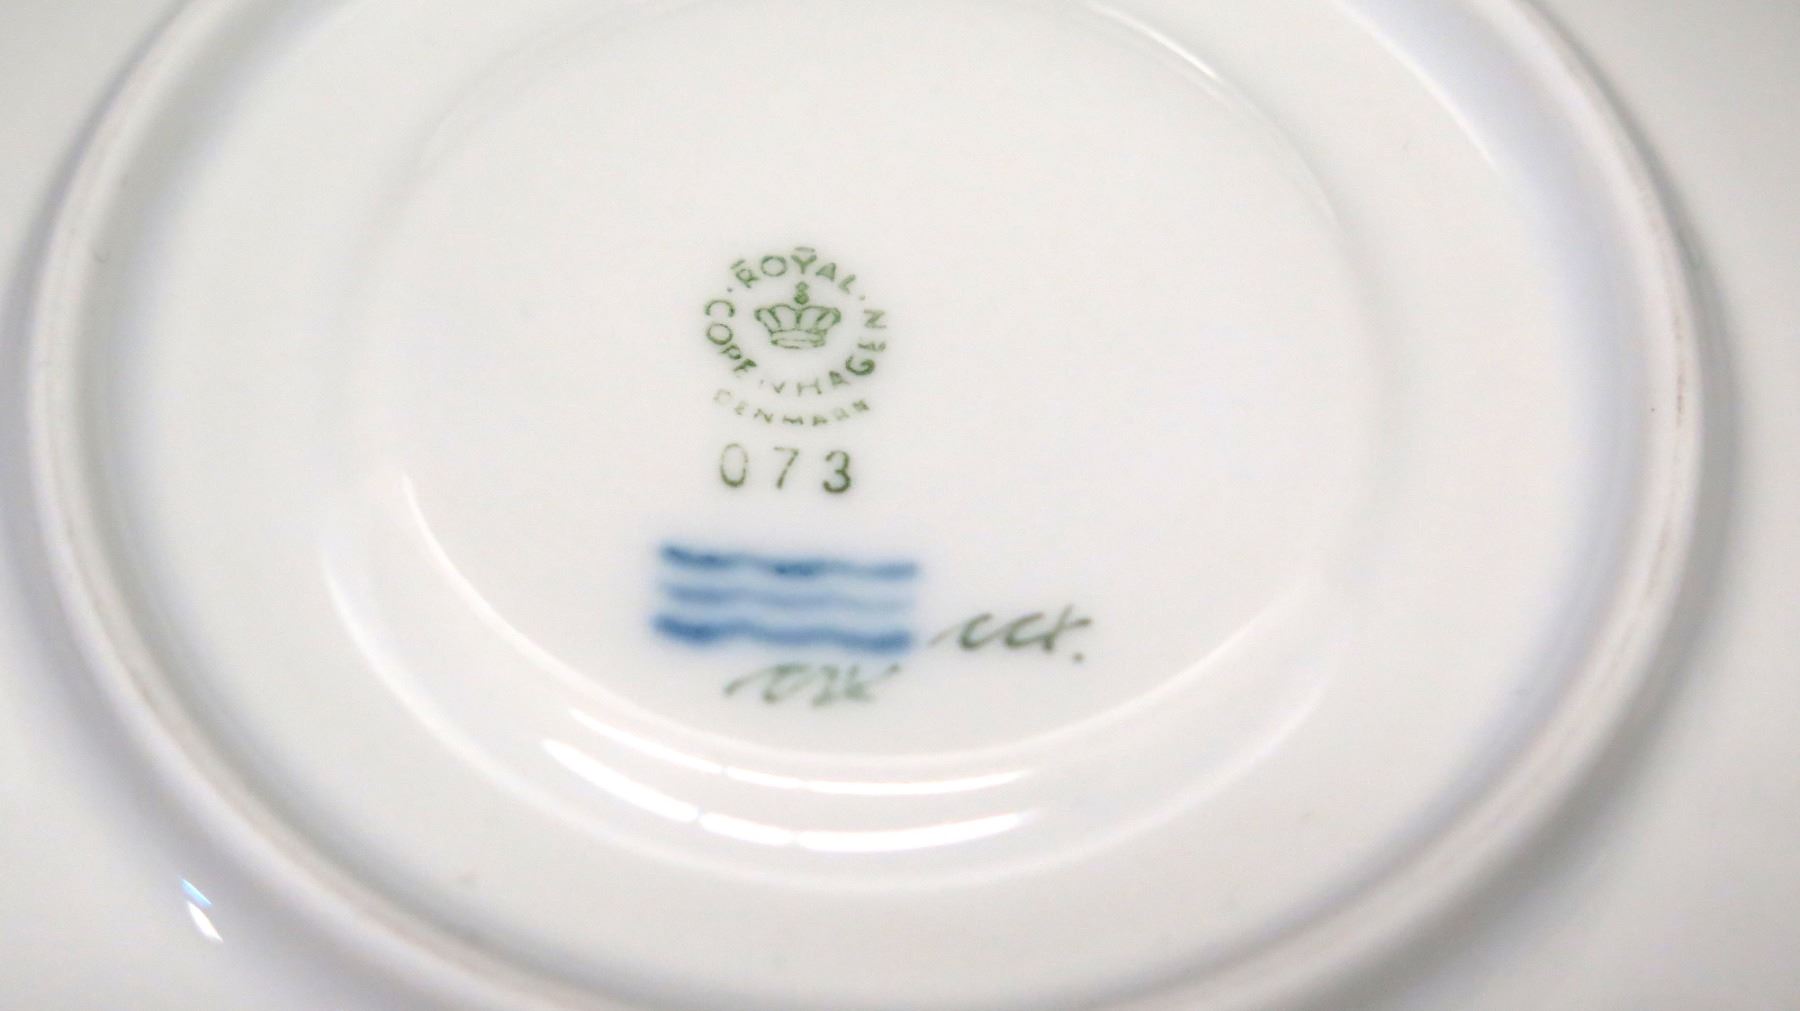 ROYAL
COPENHAGEN
DENMARK
073